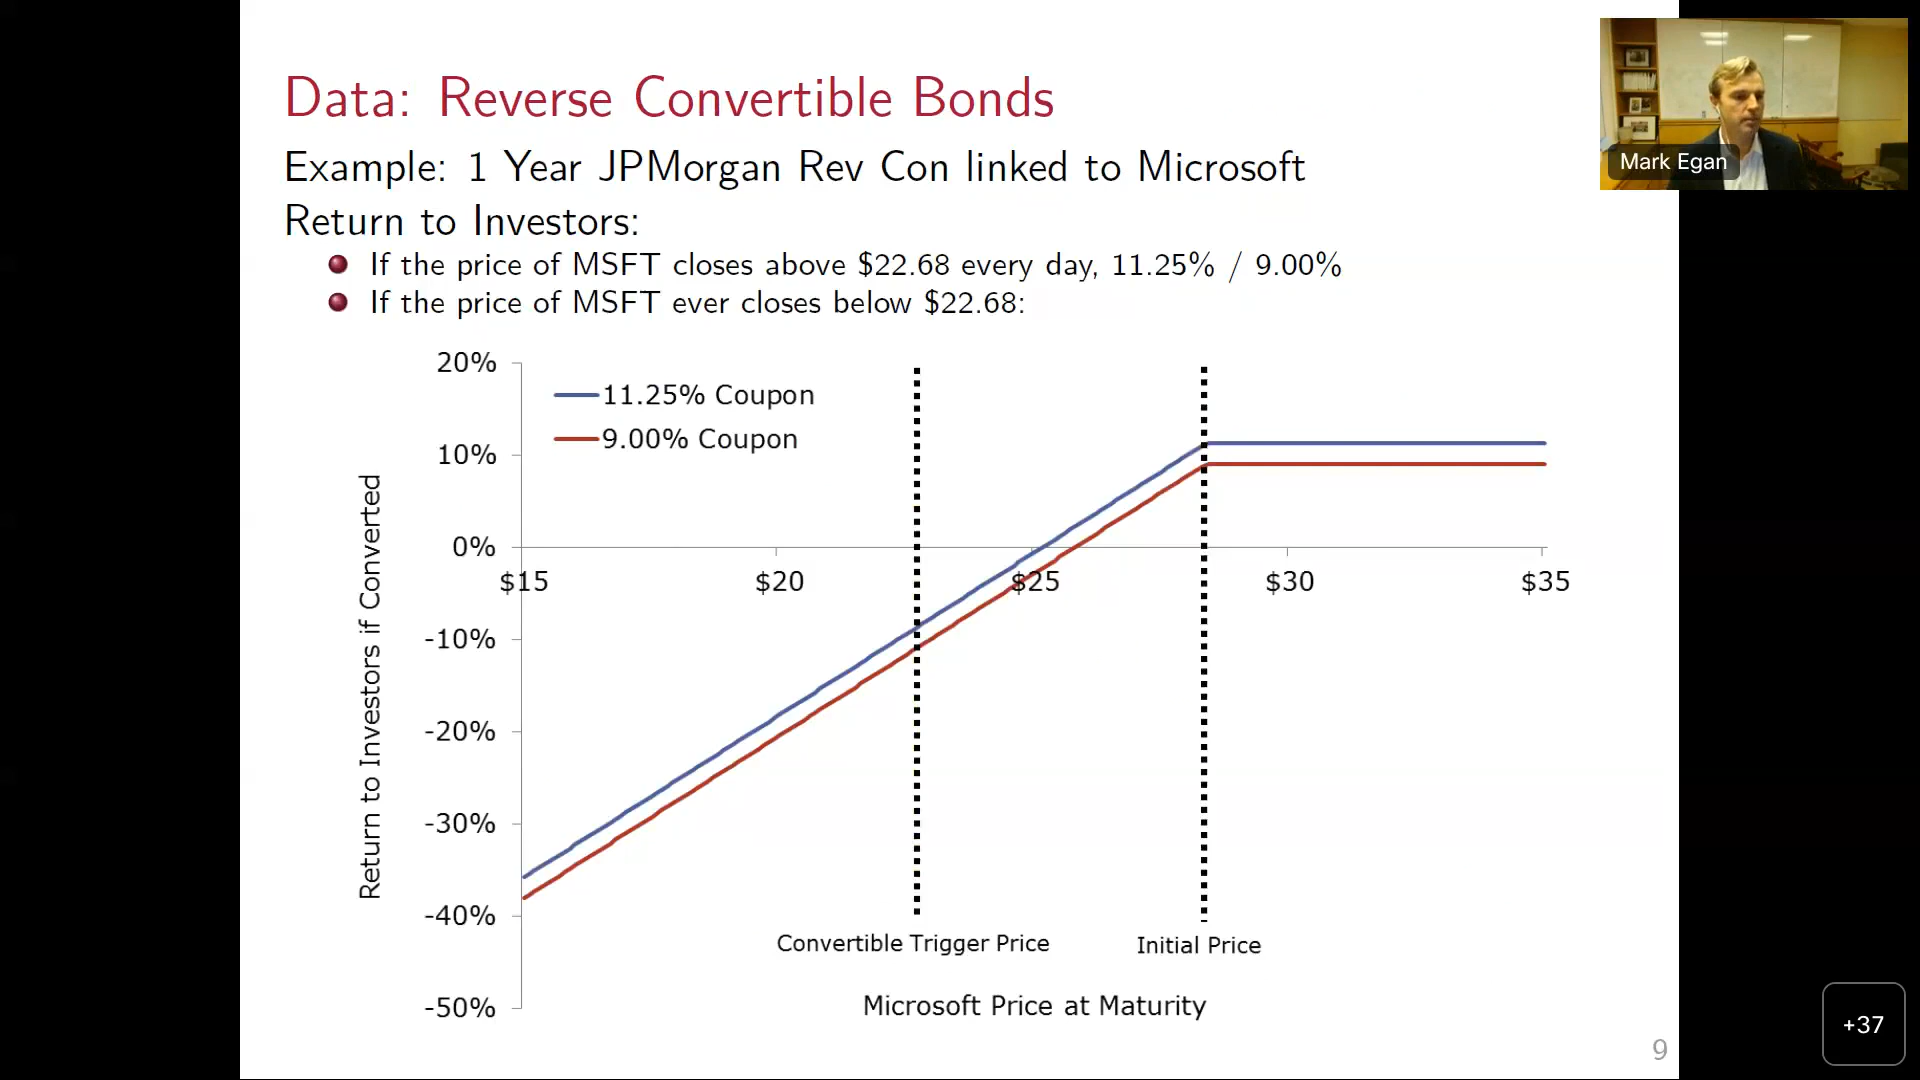 Data: Reverse Convertible Bonds
Example: 1 Year JPMorgan Rev Con linked to Microsoft
Return to Investors:
If the price of MSFT closes above $22.68 every day, 11.25% / 9.00%
If the price of MSFT ever closes below $22.68:
20%
10%
0%
-10%
-20%
-30%
-40%
-50%
Return to Investors if Converted
11.25% Coupon
9.00% Coupon
$15
$20
$25
$30
$35
Convertible Trigger Price
Initial Price
Microsoft Price at Maturity
9
Mark Egan
+37